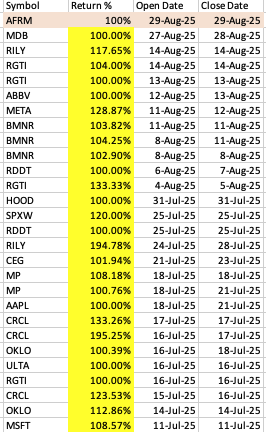 Symbol Return % Open Date Close Date
AFRM 100% 29-Aug-25 29-Aug-25
MDB 100.00% 27-Aug-25 28-Aug-25
RILY 117.65% 14-Aug-25 14-Aug-25
RGTI 104.00% 14-Aug-25 14-Aug-25
RGTI 100.00% 13-Aug-25 13-Aug-25
ABBV 100.00% 12-Aug-25 14-Aug-25
META 128.87% 11-Aug-25 13-Aug-25
BMNR 103.82% 11-Aug-25 11-Aug-25
BMNR 104.25% 8-Aug-25 11-Aug-25
BMNR 102.90% 8-Aug-25 8-Aug-25
RDDT 100.00% 6-Aug-25 7-Aug-25
RGTI 133.33% 4-Aug-25 5-Aug-25
HOOD 100.00% 31-Jul-25 31-Jul-25
SPXW 120.00% 25-Jul-25 25-Jul-25
RDDT 100.00% 25-Jul-25 25-Jul-25
RILY 194.78% 24-Jul-25 28-Jul-25
CEG 101.94% 21-Jul-25 23-Jul-25
MP 108.18% 18-Jul-25 18-Jul-25
MP 100.76% 18-Jul-25 21-Jul-25
AAPL 100.00% 18-Jul-25 21-Jul-25
CRCL 133.26% 17-Jul-25 17-Jul-25
CRCL 195.25% 16-Jul-25 17-Jul-25
OKLO 100.39% 16-Jul-25 18-Jul-25
ULTA 100.00% 16-Jul-25 16-Jul-25
RGTI 100.00% 16-Jul-25 16-Jul-25
CRCL 123.53% 15-Jul-25 16-Jul-25
OKLO 112.86% 14-Jul-25 14-Jul-25
MSFT 108.57% 11-Jul-25 11-Jul-25